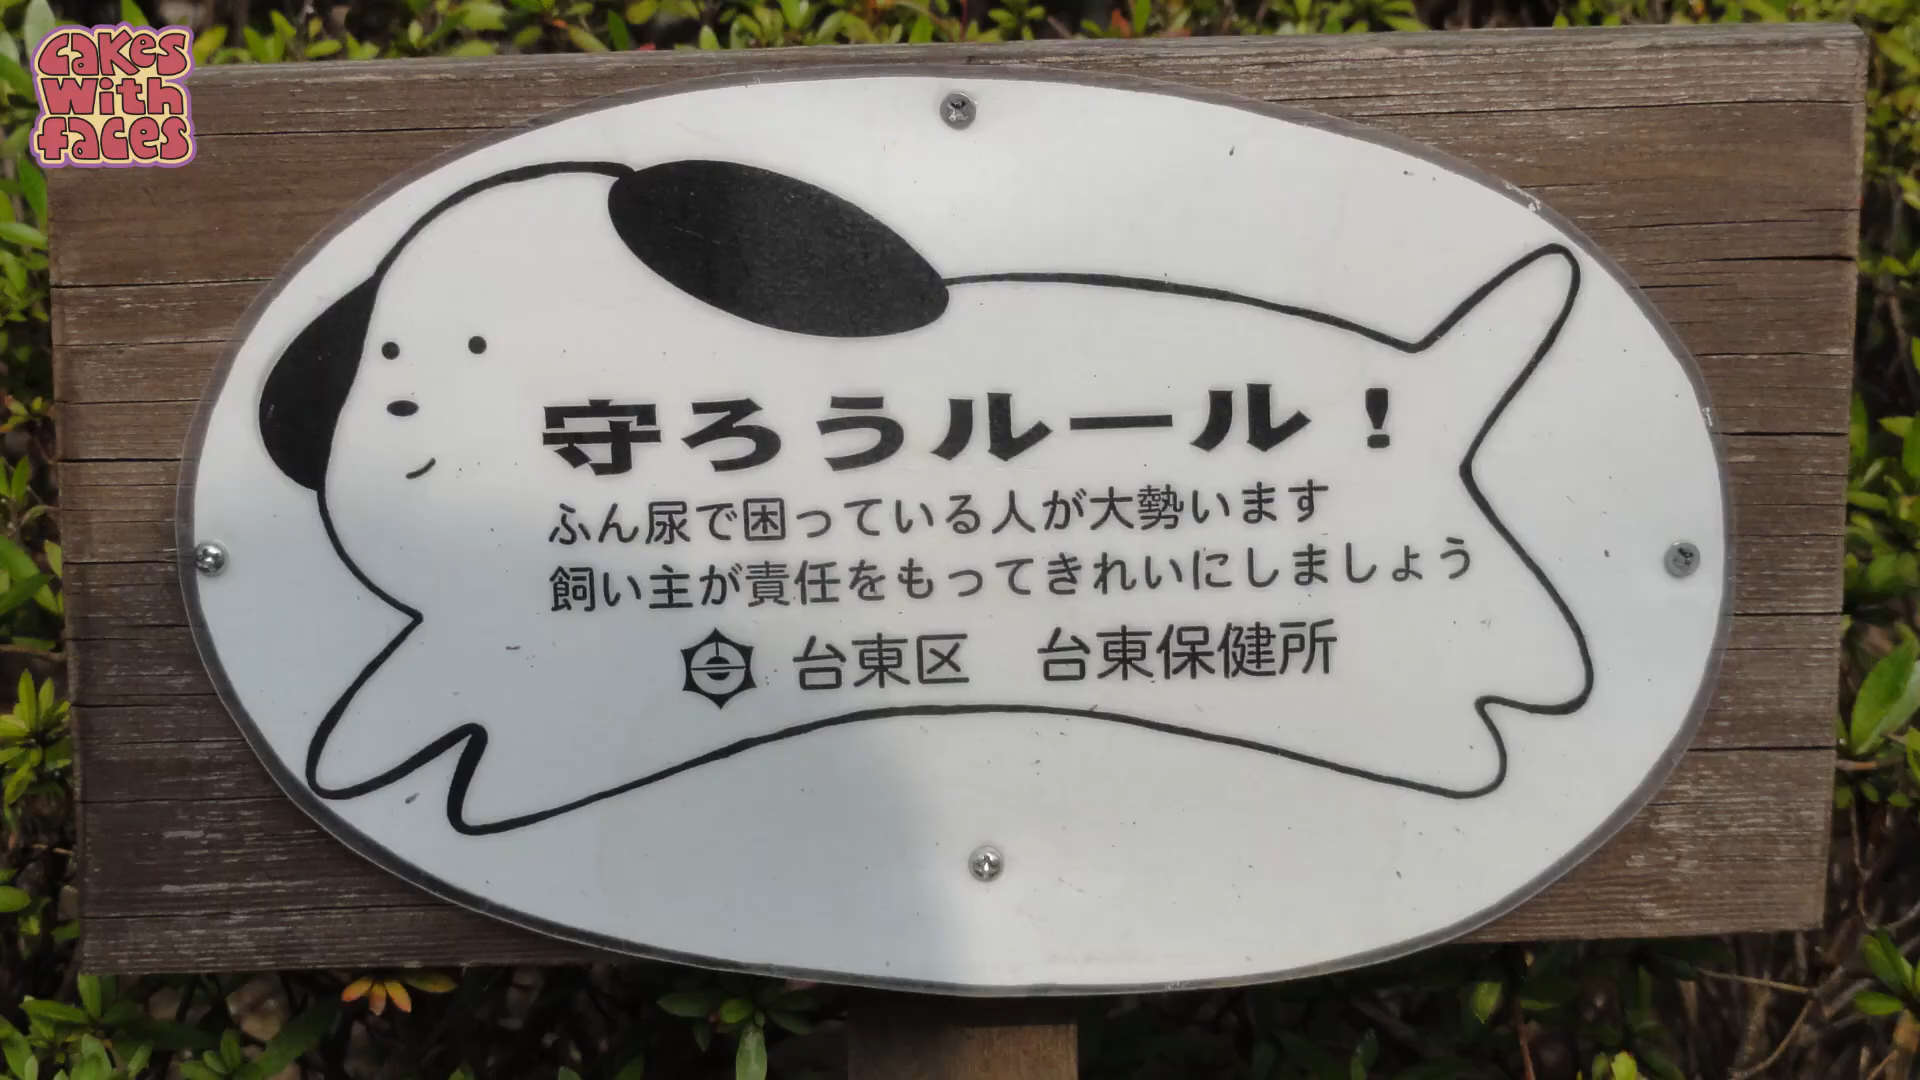 Cakes
With
faces
守ろうルール！
ふん尿で困っている人が大勢います
飼い主が責任をもってきれいにしましょう
台東区　台東保健所